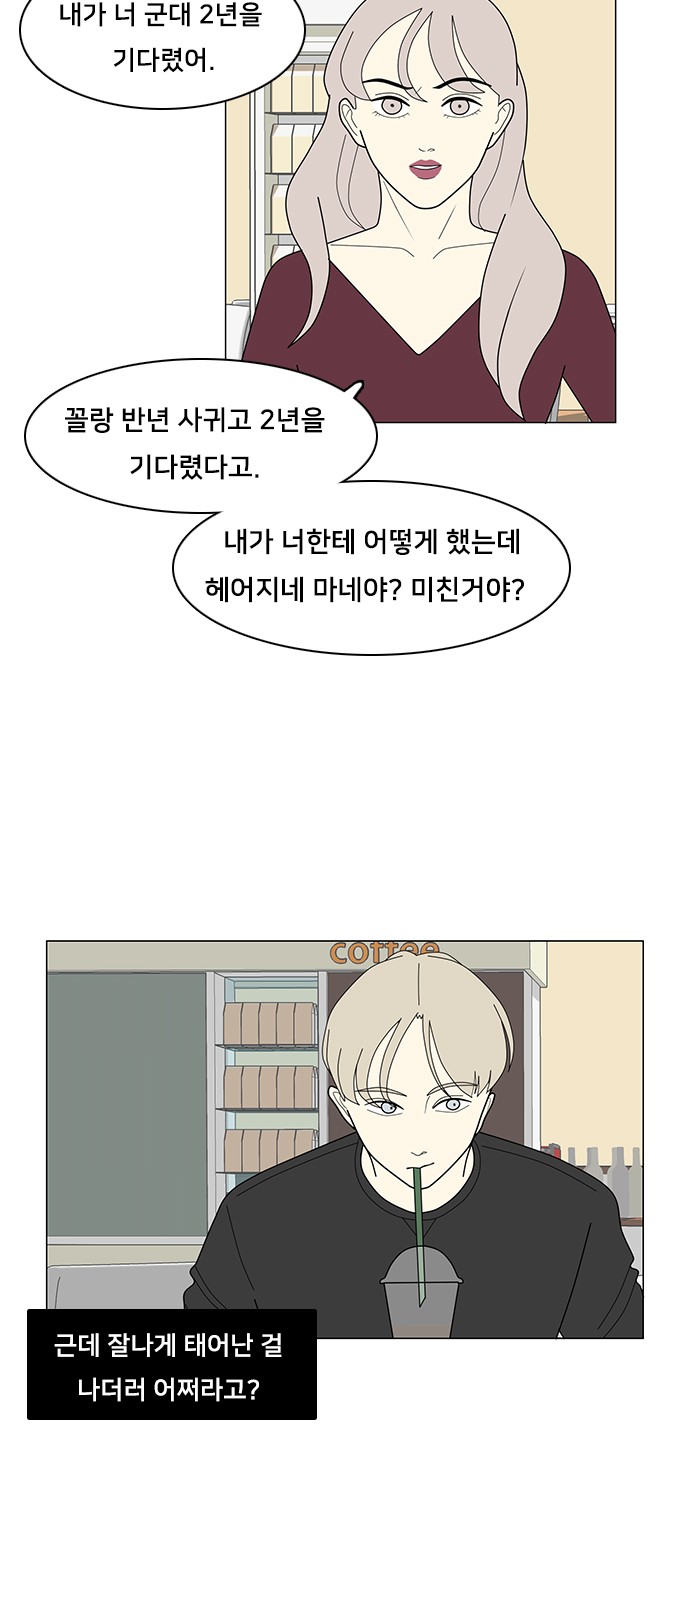 내가 너 군대 2년을
기다렸어.
꼴랑 반년 사귀고 2년을
기다렸다고.
내가 너한테 어떻게 했는데
헤어지네 마네야? 미친거야?
coffee
근데 잘나게 태어난 걸
나더러 어쩌라고?